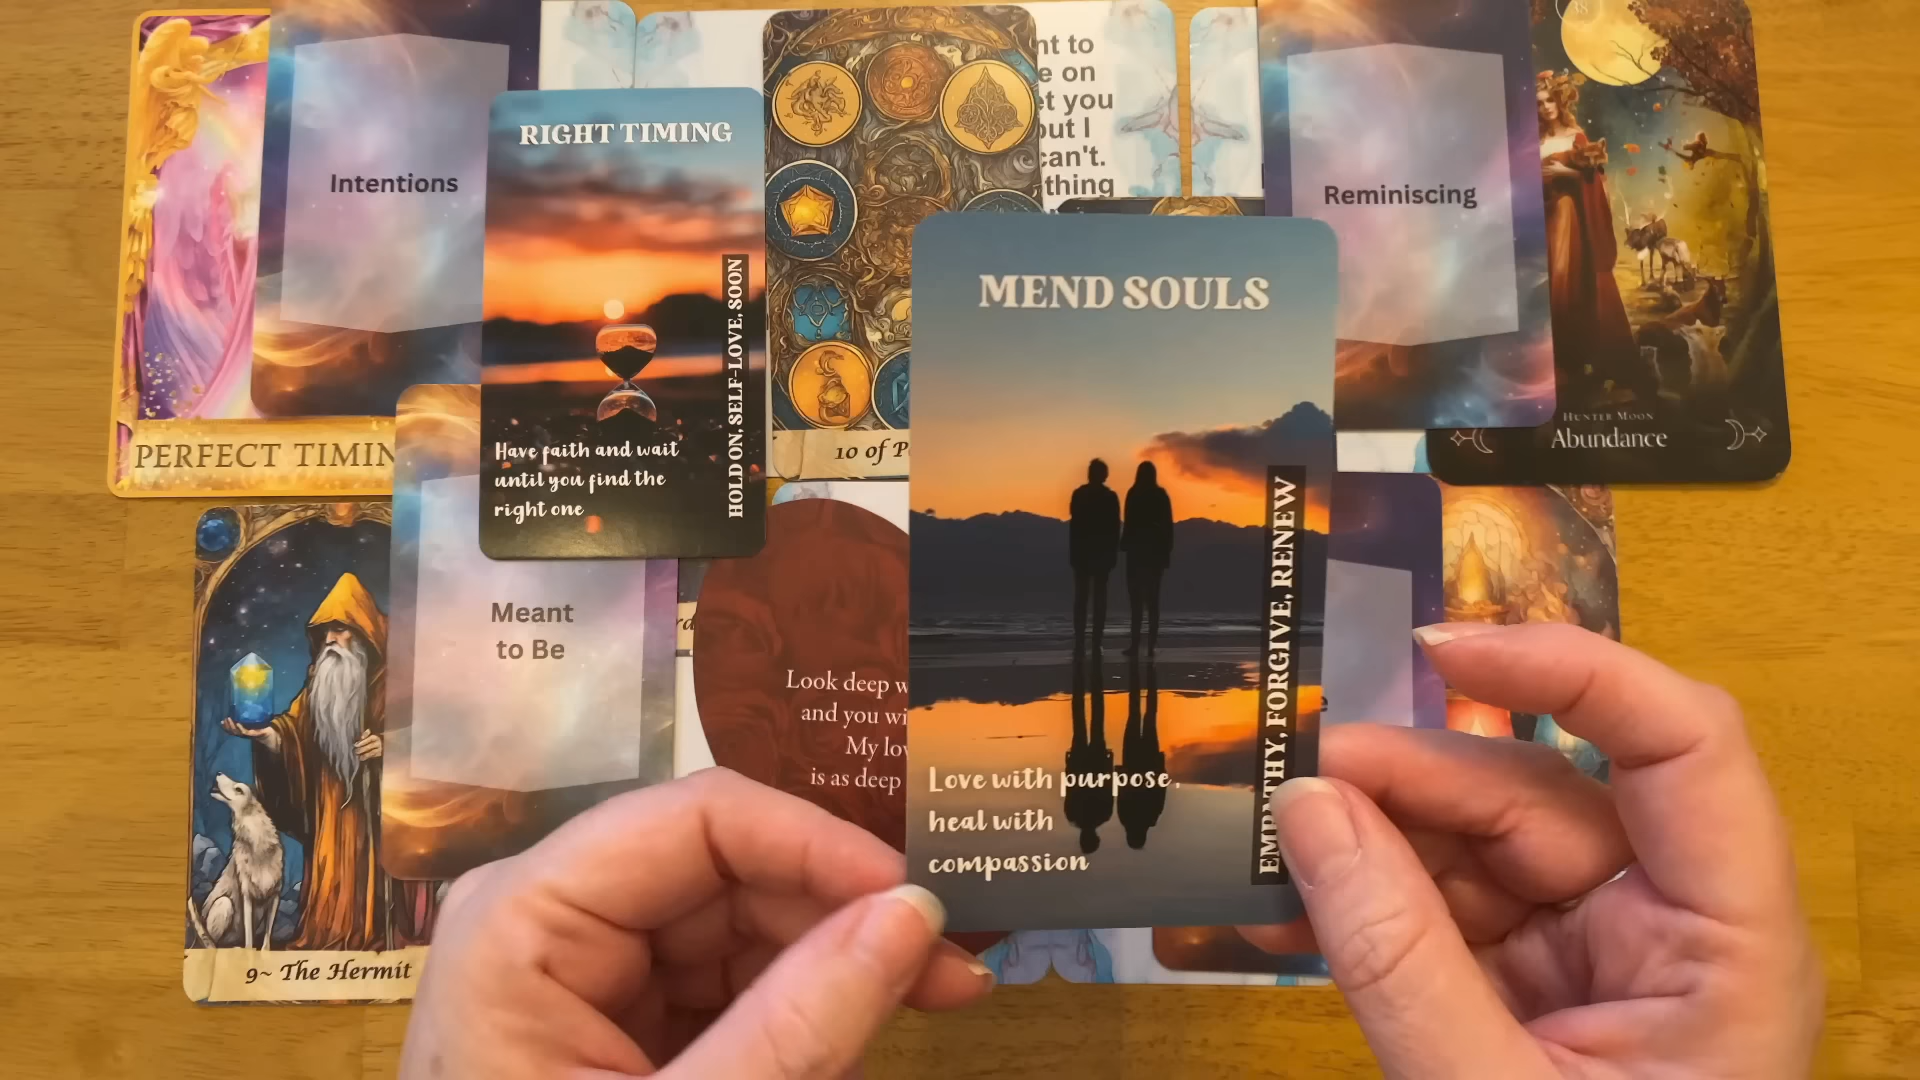 38
nt to
e on
et you
but I
can't.
thing
Intentions
RIGHT TIMING
Reminiscing
HOLD ON, SELF-LOVE, SOON
Have faith and wait
until you find the
right one
MEND SOULS
HUNTER MOON
Abundance
PERFECT TIMIN
10 of P
Meant
to Be
EMPATHY, FORGIVE, RENEW
Look deep w
and you wi
My lov
is as deep
Love with purpose,
heal with
compassion
9~ The Hermit